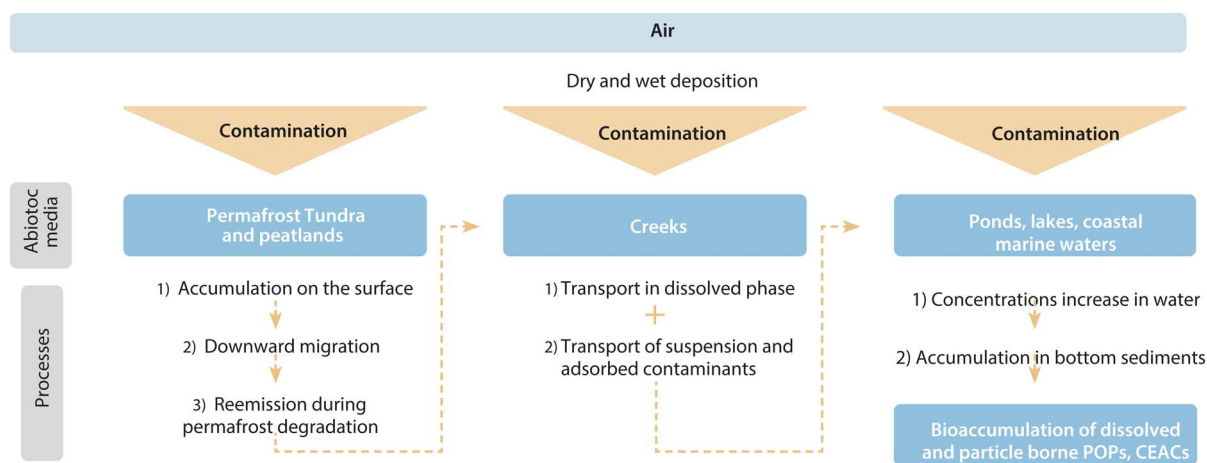 Air
Dry and wet deposition
Contamination
Contamination
Contamination
Abiotoc
media
Permafrost Tundra
and peatlands
Creeks
Ponds, lakes, coastal
marine waters
Processes
1) Accumulation on the surface
2) Downward migration
3) Reemission during
permafrost degradation
1) Transport in dissolved phase
+
2) Transport of suspension and
adsorbed contaminants
1) Concentrations increase in water
2) Accumulation in bottom sediments
Bioaccumulation of dissolved
and particle borne POPs, CEACs